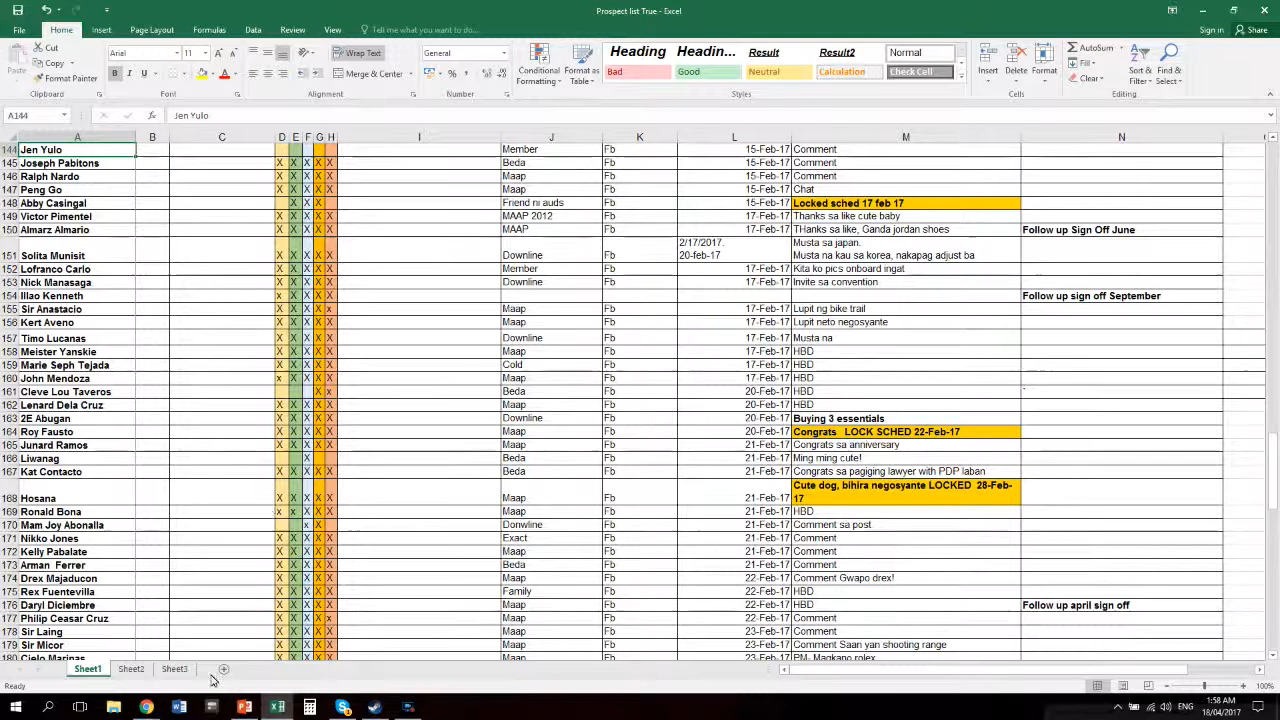 Prospect list True - Excel
File Home Insert Page Layout Formulas Data Review View Tell me what you want to do... Sign in Share
Cut
Copy
Format Painter
Paste
Clipboard
Arial 11
Font
Wrap Text
Merge & Center
Alignment
General
Number
Conditional Formatting
Format as Table
Heading Headin... Result Result2 Normal
Bad Good Neutral Calculation Check Cell
Styles
Insert Delete Format
Cells
AutoSum
Fill
Clear
Sort & Filter
Find & Select
Editing
A144 Jen Yulo
A B C D E F G H I J K L M N
144 Jen Yulo Member Fb 15-Feb-17 Comment
145 Joseph Pabitons X X X X X Beda Fb 15-Feb-17 Comment
146 Ralph Nardo X X X X X Maap Fb 15-Feb-17 Comment
147 Peng Go X X X X X Maap Fb 15-Feb-17 Chat
148 Abby Casingal X X X X X Friend ni auds Fb 15-Feb-17 Locked sched 17 feb 17
149 Victor Pimentel X X X X X MAAP 2012 Fb 17-Feb-17 Thanks sa like cute baby
150 Almarz Almario X X X X X MAAP Fb 17-Feb-17 THanks sa like, Ganda jordan shoes Follow up Sign Off June
2/17/2017. Musta sa japan.
151 Solita Munisit X X X X X Downline Fb 20-feb-17 Musta na kau sa korea, nakapag adjust ba
152 Lofranco Carlo X X X X X Member Fb 17-Feb-17 Kita ko pics onboard ingat
153 Nick Manasaga X X X X X Downline Fb 17-Feb-17 Invite sa convention
154 Illao Kenneth x X X X X Follow up sign off September
155 Sir Anastacio X X X X x Maap Fb 17-Feb-17 Lupit ng bike trail
156 Kert Aveno X X X X X Maap Fb 17-Feb-17 Lupit neto negosyante
157 Timo Lucanas X X X X X Downline Fb 17-Feb-17 Musta na
158 Meister Yanskie X X X X X Maap Fb 17-Feb-17 HBD
159 Marie Seph Tejada X X X X X Cold Fb 17-Feb-17 HBD
160 John Mendoza x X X X X Maap Fb 17-Feb-17 HBD
161 Cleve Lou Taveros X x Beda Fb 20-Feb-17 HBD
162 Lenard Dela Cruz X X X X X Maap Fb 20-Feb-17 HBD
163 2E Abugan X X X X X Downline Fb 20-Feb-17 Buying 3 essentials
164 Roy Fausto X X X X X Maap Fb 20-Feb-17 Congrats LOCK SCHED 22-Feb-17
165 Junard Ramos X X X X X Maap Fb 21-Feb-17 Congrats sa anniversary
166 Liwanag X Beda Fb 21-Feb-17 Ming ming cute!
167 Kat Contacto X X X X X Beda Fb 21-Feb-17 Congrats sa pagiging lawyer with PDP laban
Cute dog, bihira negosyante LOCKED 28-Feb-
168 Hosana X X X X X Maap Fb 21-Feb-17 17
169 Ronald Bona x x X X X Maap Fb 21-Feb-17 HBD
170 Mam Joy Abonalla x X X Donwline Fb 21-Feb-17 Comment sa post
171 Nikko Jones X X X X X Exact Fb 21-Feb-17 Comment
172 Kelly Pabalate X X X X X Maap Fb 21-Feb-17 Comment
173 Arman Ferrer X X X X X Beda Fb 21-Feb-17 Comment
174 Drex Majaducon X X X X X Maap Fb 22-Feb-17 Comment Gwapo drex!
175 Rex Fuentevilla X X X X X Family Fb 22-Feb-17 HBD
176 Daryl Diciembre X X X X X Maap Fb 22-Feb-17 HBD Follow up april sign off
177 Philip Ceasar Cruz X X X X x Maap Fb 22-Feb-17 Comment
178 Sir Laing X X X X X Maap Fb 23-Feb-17 Comment
179 Sir Micor X X X X X Maap Fb 23-Feb-17 Comment Saan yan shooting range
180 Cielo Marinas X X X X X Maap Fb 23-Feb-17 PM- Magkano rolex
Sheet1 Sheet2 Sheet3
Ready 100%
ENG 1:58 AM
18/04/2017